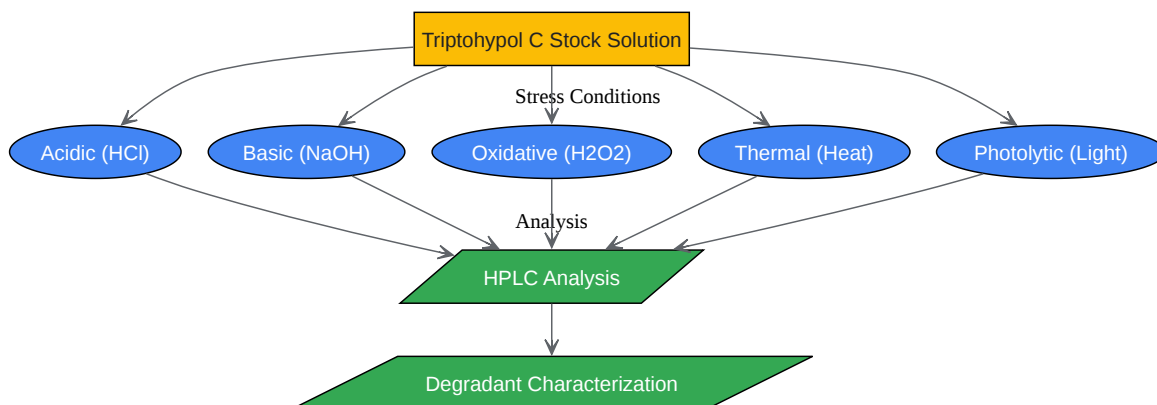 Triptohypol C Stock Solution
Stress Conditions
Acidic (HCl)
Basic (NaOH)
Oxidative (H2O2)
Thermal (Heat)
Photolytic (Light)
Analysis
HPLC Analysis
Degradant Characterization